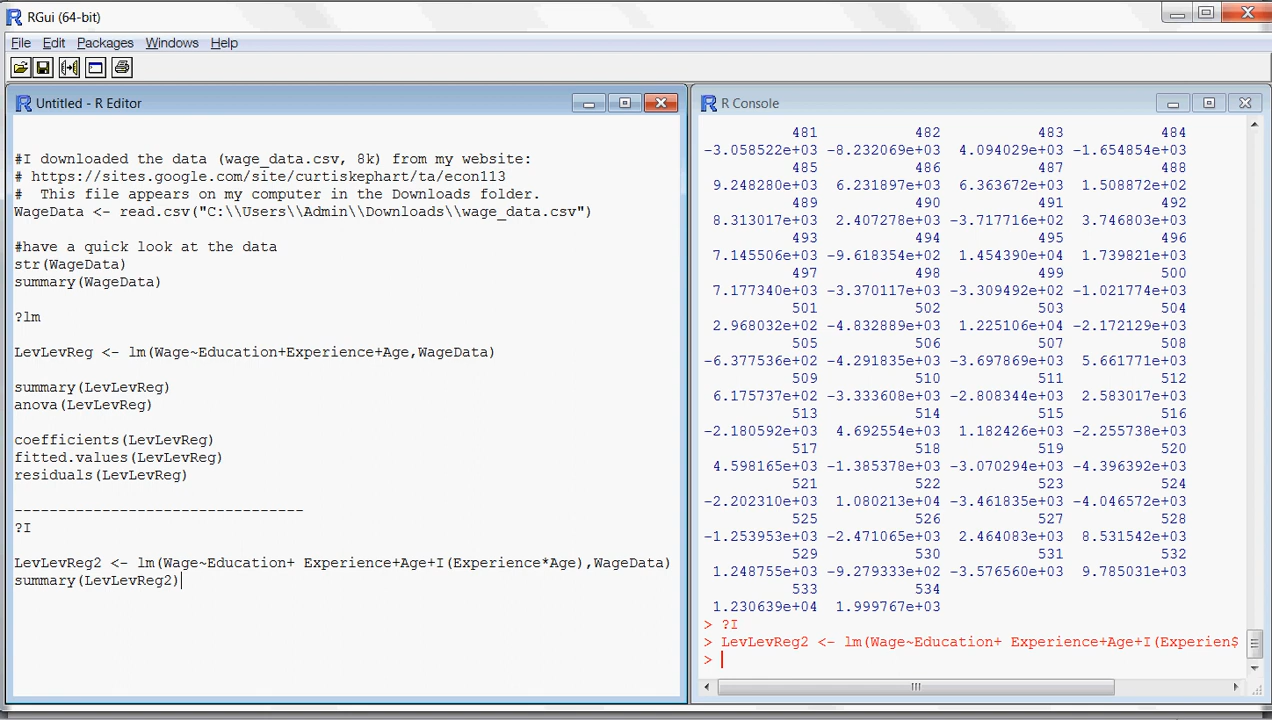 RGui (64-bit)
File Edit Packages Windows Help
Untitled - R Editor
#I downloaded the data (wage_data.csv, 8k) from my website:
# https://sites.google.com/site/curtiskephart/ta/econ113
#  This file appears on my computer in the Downloads folder.
WageData <- read.csv("C:\\Users\\Admin\\Downloads\\wage_data.csv")
#have a quick look at the data
str(WageData)
summary(WageData)
?lm
LevLevReg <- lm(Wage~Education+Experience+Age,WageData)
summary(LevLevReg)
anova(LevLevReg)
coefficients(LevLevReg)
fitted.values(LevLevReg)
residuals(LevLevReg)
---------------------------------
?I
LevLevReg2 <- lm(Wage~Education+ Experience+Age+I(Experience*Age),WageData)
summary(LevLevReg2)
R Console
481 482 483 484
-3.058522e+03 -8.232069e+03 4.094029e+03 -1.654854e+03
485 486 487 488
9.248280e+03 6.231897e+03 6.363672e+03 1.508872e+02
489 490 491 492
8.313017e+03 2.407278e+03 -3.717716e+02 3.746803e+03
493 494 495 496
7.145506e+03 -9.618354e+02 1.454390e+04 1.739821e+03
497 498 499 500
7.177340e+03 -3.370117e+03 -3.309492e+02 -1.021774e+03
501 502 503 504
2.968032e+02 -4.832889e+03 1.225106e+04 -2.172129e+03
505 506 507 508
-6.377536e+02 -4.291835e+03 -3.697869e+03 5.661771e+03
509 510 511 512
6.175737e+02 -3.333608e+03 -2.808344e+03 2.583017e+03
513 514 515 516
-2.180592e+03 4.692554e+03 1.182426e+04 -2.255738e+03
517 518 519 520
4.598165e+03 -1.385378e+03 -3.070294e+03 -4.396392e+03
521 522 523 524
-2.202310e+03 1.080213e+04 -3.461835e+03 -4.046572e+03
525 526 527 528
-1.253953e+03 -2.471065e+03 2.464083e+03 8.531542e+03
529 530 531 532
1.248755e+03 -9.279333e+02 -3.576560e+03 9.785031e+03
533 534
1.230639e+04 1.999767e+03
> ?I
> LevLevReg2 <- lm(Wage~Education+ Experience+Age+I(Experien$
>